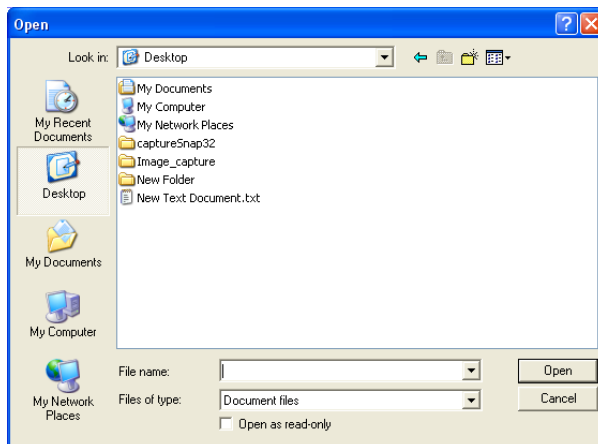 Open
Look in:
Desktop
My Documents
My Computer
My Network Places
captureSnap32
Image_capture
New Folder
New Text Document.txt
My Recent
Documents
Desktop
My Documents
My Computer
My Network
Places
File name:
Open
Files of type:
Document files
Cancel
Open as read-only